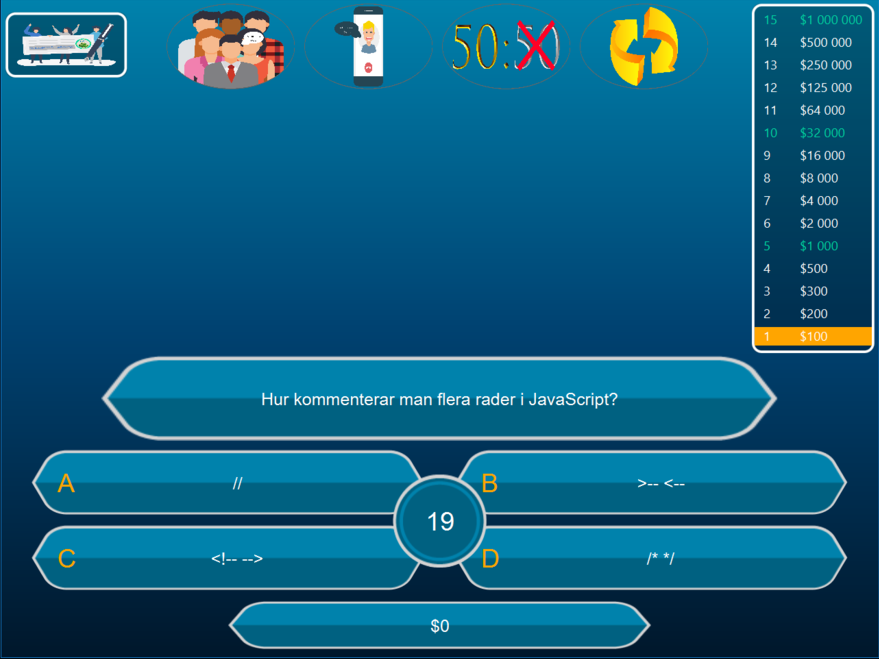 50:50
15 $1 000 000
14 $500 000
13 $250 000
12 $125 000
11 $64 000
10 $32 000
9 $16 000
8 $8 000
7 $4 000
6 $2 000
5 $1 000
4 $500
3 $300
2 $200
1 $100
Hur kommenterar man flera rader i JavaScript?
A //
B >-- <--
19
C <!-- -->
D /* */
$0